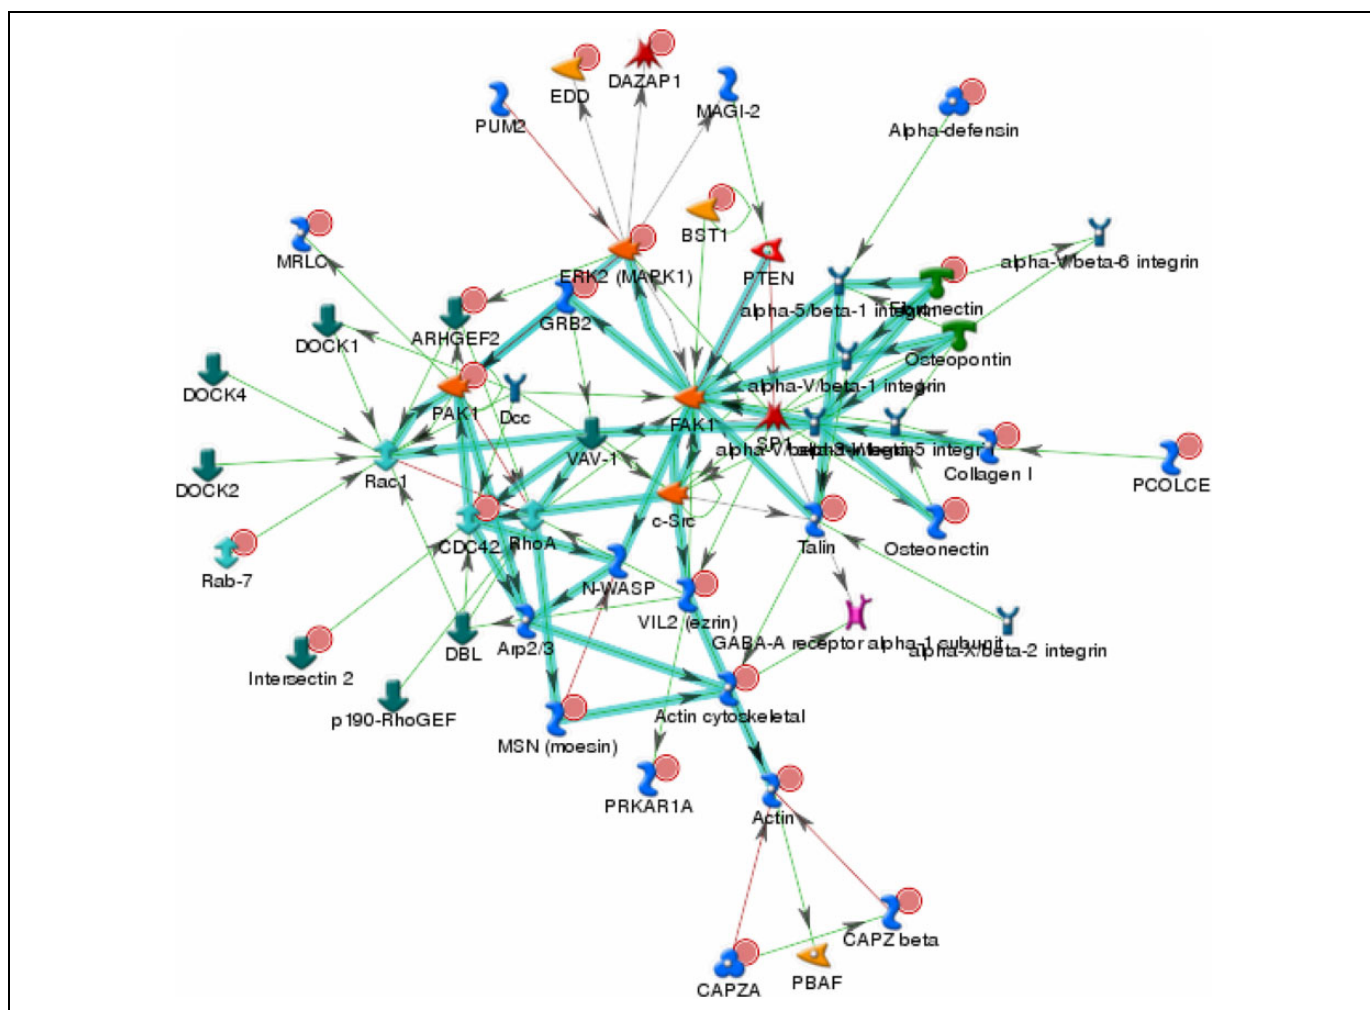 DAZAP1
EDD
MAGI-2
PUM2
Alpha-defensin
BST1
MRLC
ERK2 (MAPK1)
PTEN
alpha-V/beta-6 integrin
alpha-5/beta-1 integrin
Fibronectin
GRB2
ARHGEF2
DOCK1
Osteopontin
alpha-V/beta-1 integrin
DOCK4
PAK1
Dcc
FAK1
SP1
VAV-1
Rac1
Collagen I
PCOLCE
DOCK2
c-Src
CDC42
RhoA
Talin
Osteonectin
Rab-7
N-WASP
VIL2 (ezrin)
GABA-A receptor alpha-1 subunit
alpha-X/beta-2 integrin
DBL
Arp2/3
Intersectin 2
p190-RhoGEF
Actin cytoskeletal
MSN (moesin)
PRKAR1A
Actin
CAPZ beta
CAPZA
PBAF